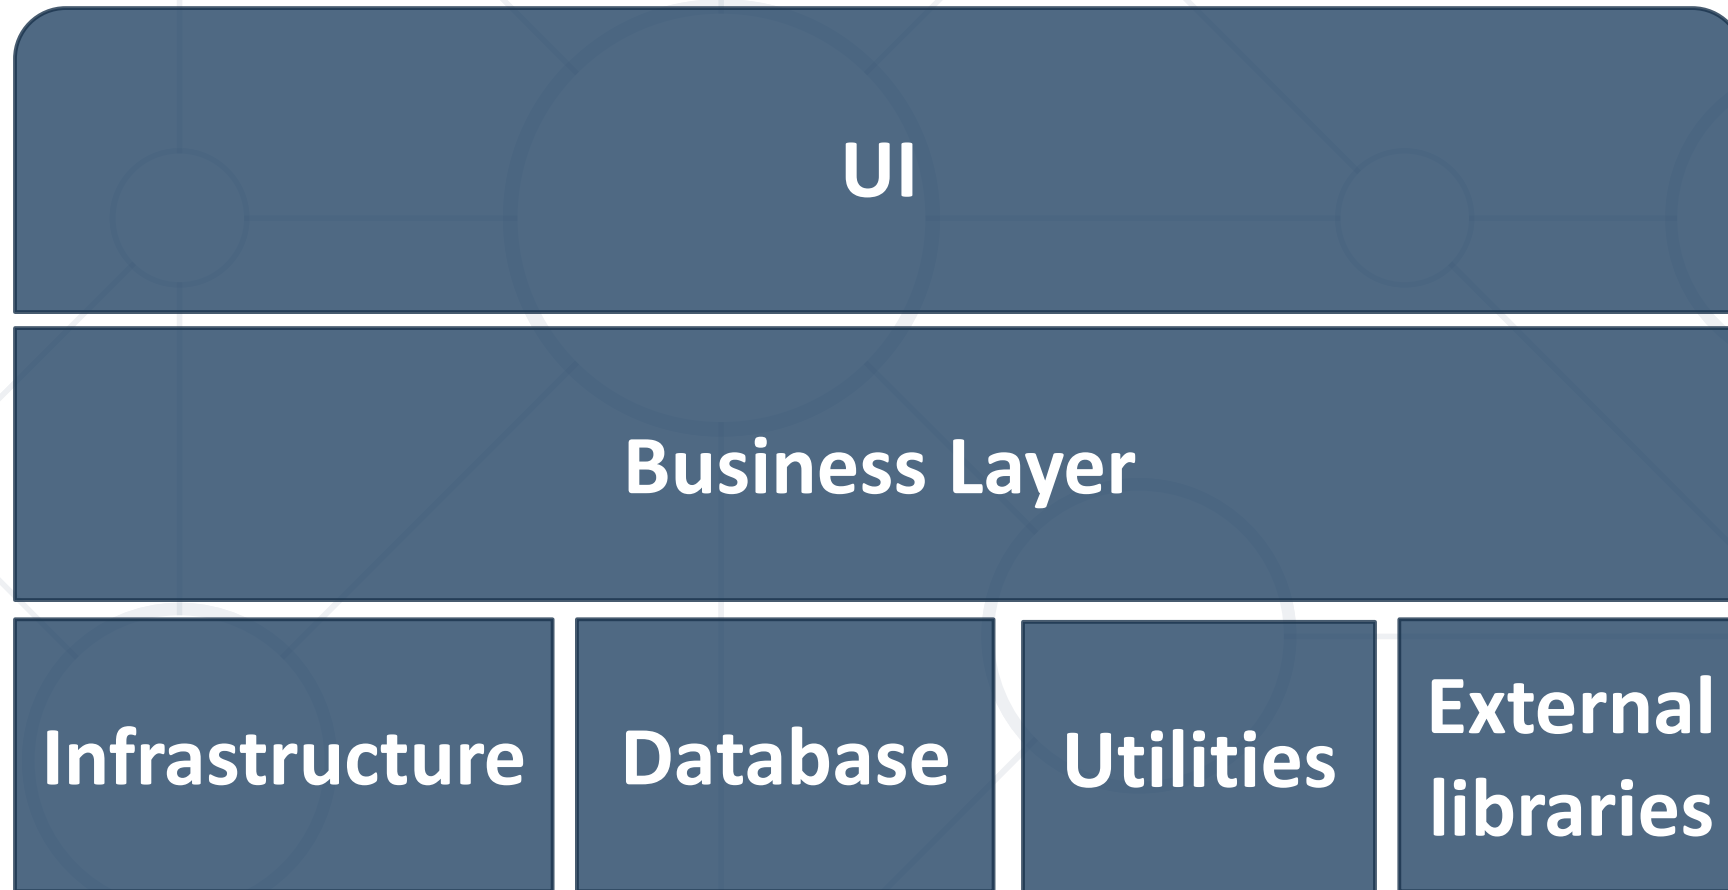 UI
Business Layer
Infrastructure
Database
Utilities
External
libraries